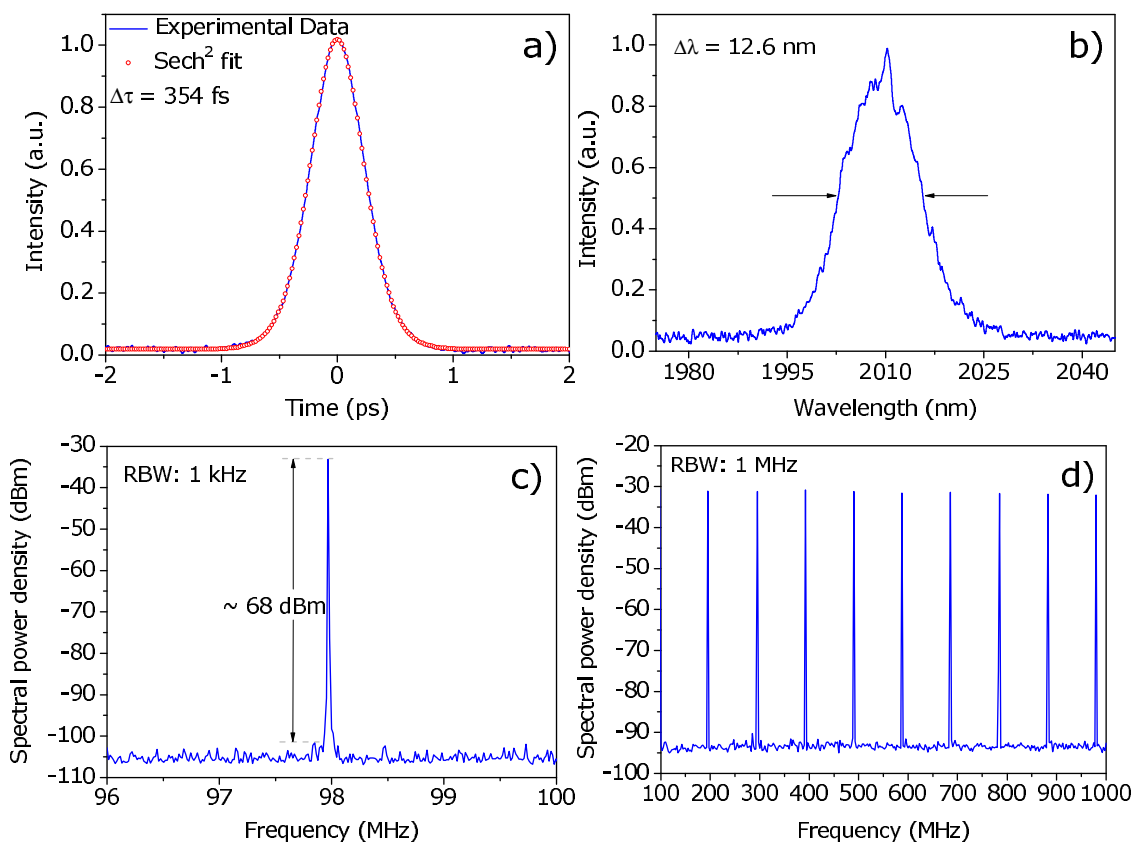 Experimental Data
Sech² fit
Δτ = 354 fs
a)
1.0
0.8
0.6
0.4
0.2
0.0
Intensity (a.u.)
-2 -1 0 1 2
Time (ps)
Δλ = 12.6 nm
b)
1.0
0.8
0.6
0.4
0.2
0.0
Intensity (a.u.)
1980 1995 2010 2025 2040
Wavelength (nm)
RBW: 1 kHz
c)
-30
-40
-50
-60
-70
-80
-90
-100
-110
Spectral power density (dBm)
~ 68 dBm
96 97 98 99 100
Frequency (MHz)
RBW: 1 MHz
d)
-20
-30
-40
-50
-60
-70
-80
-90
-100
Spectral power density (dBm)
100 200 300 400 500 600 700 800 900 1000
Frequency (MHz)